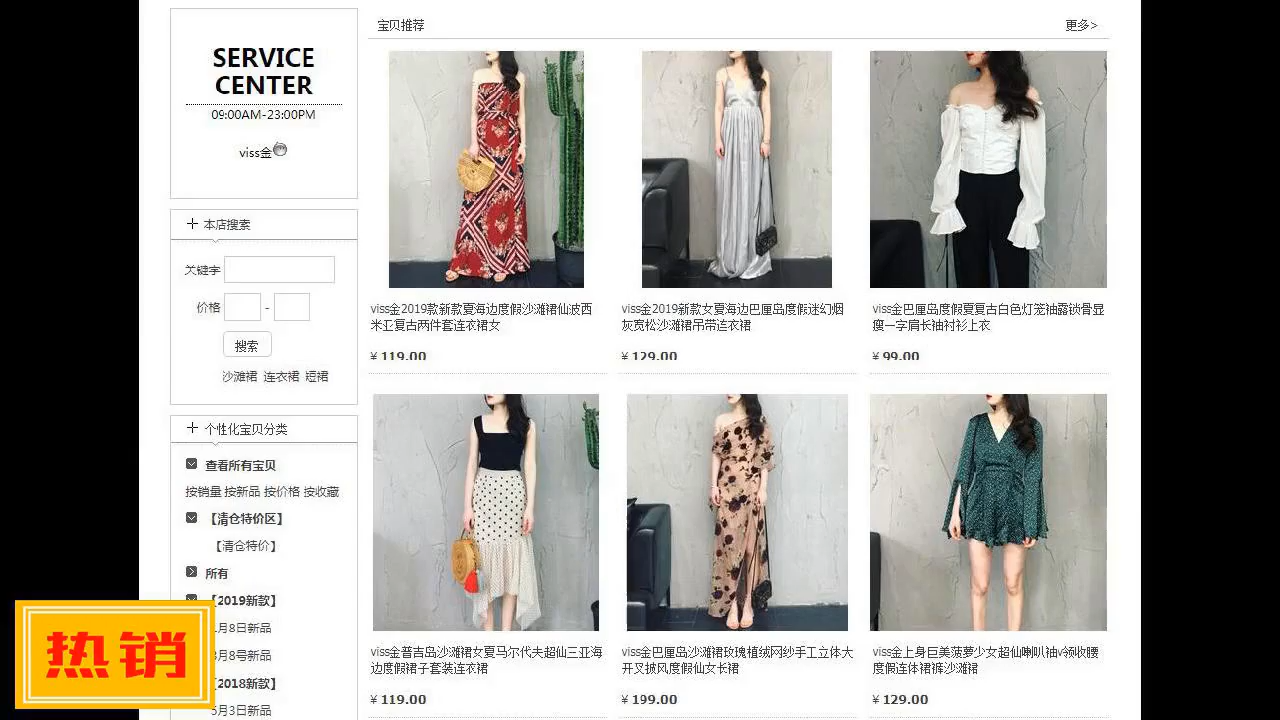 SERVICE
CENTER
09:00AM-23:00PM
viss金
本店搜索
关键字
价格 -
搜索
沙滩裙 连衣裙 短裙
个性化宝贝分类
查看所有宝贝
按销量 按新品 按价格 按收藏
【清仓特价区】
【清仓特价】
所有
【2019新款】
月8日新品
月8号新品
【2018新款】
5月3日新品
热销
宝贝推荐
更多>
viss金2019款新款夏海边度假沙滩裙仙波西
米亚复古两件套连衣裙女
¥ 119.00
viss金2019新款女夏海边巴厘岛度假迷幻烟
灰宽松沙滩裙吊带连衣裙
¥ 129.00
viss金巴厘岛度假夏复古白色灯笼袖露锁骨显
瘦一字肩长袖衬衫上衣
¥ 99.00
viss金普吉岛沙滩裙女夏马尔代夫超仙三亚海
边度假裙子套装连衣裙
¥ 119.00
viss金巴厘岛沙滩裙玫瑰植绒网纱手工立体大
开叉披风度假仙女长裙
¥ 199.00
viss金上身巨美菠萝少女超仙喇叭袖v领收腰
度假连体裙裤沙滩裙
¥ 129.00